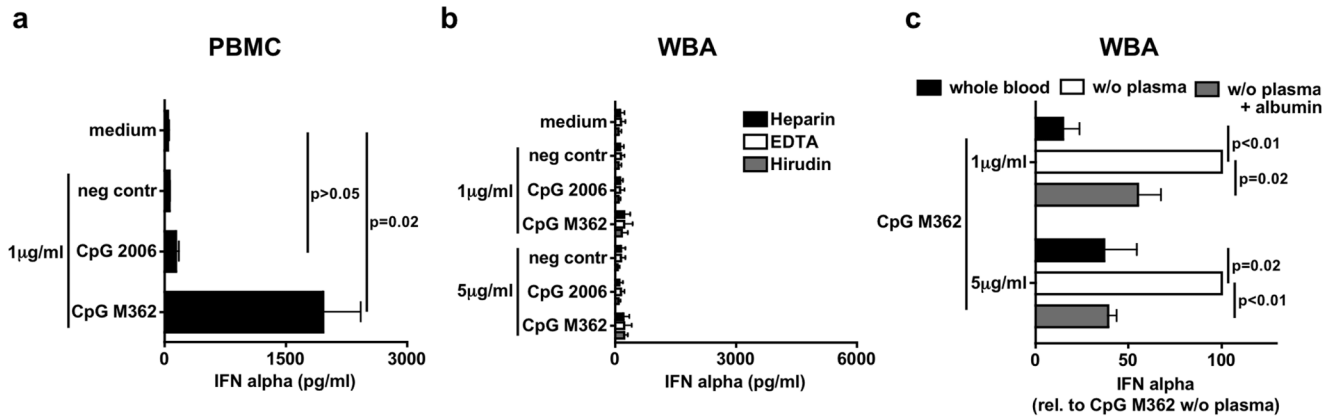 a
PBMC
medium
neg contr
CpG 2006
CpG M362
1µg/ml
p>0.05
p=0.02
0
1500
3000
IFN alpha (pg/ml)
b
WBA
Heparin
EDTA
Hirudin
medium
neg contr
1µg/ml
CpG 2006
CpG M362
neg contr
5µg/ml
CpG 2006
CpG M362
0
3000
6000
IFN alpha (pg/ml)
c
WBA
whole blood
w/o plasma
w/o plasma
+ albumin
1µg/ml
p<0.01
p=0.02
CpG M362
5µg/ml
p=0.02
p<0.01
0
50
100
IFN alpha
(rel. to CpG M362 w/o plasma)